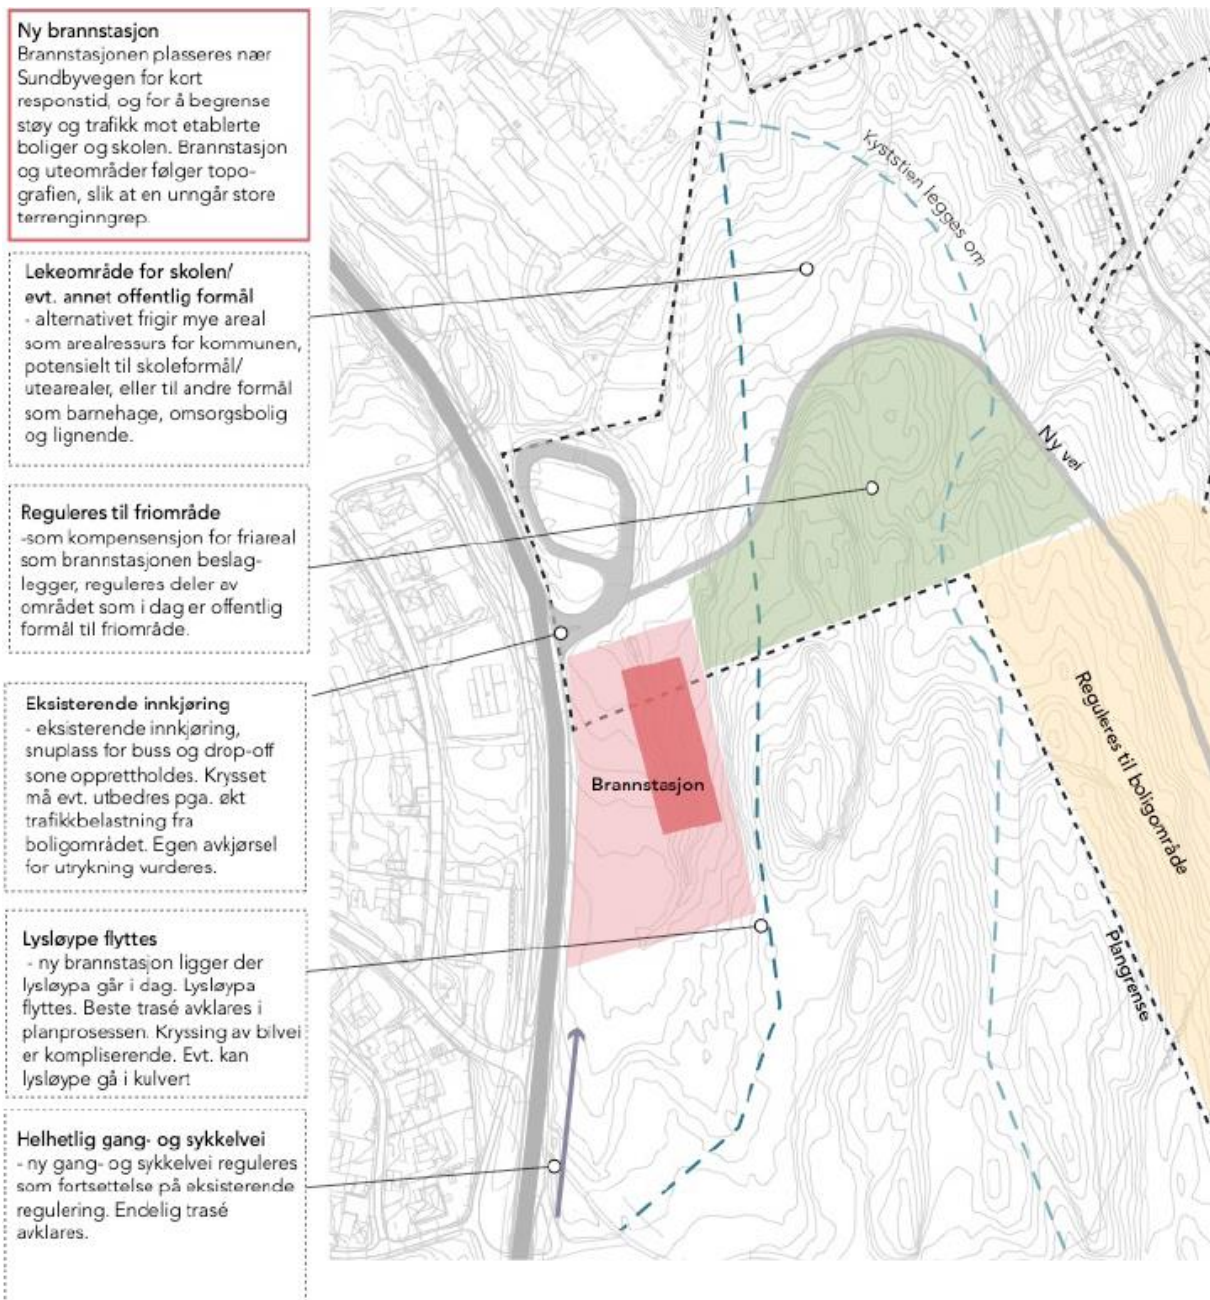 Ny brannstasjon
Brannstasjonen plasseres nær
Sundbyvegen for kort
responstid, og for å begrense
støy og trafikk mot etablerte
boliger og skolen. Brannstasjon
og uteområder følger topo-
grafien, slik at en unngår store
terrenginngrep.
Lekeområde for skolen/
evt. annet offentlig formål
- alternativet frigir mye areal
som arealressurs for kommunen,
potensielt til skoleformål/
utearealer, eller til andre formål
som barnehage, omsorgsbolig
og lignende.
Reguleres til friområde
-som kompensensjon for friareal
som brannstasjonen beslag-
legger, reguleres deler av
området som i dag er offentlig
formål til friområde.
Eksisterende innkjøring
- eksisterende innkjøring,
snuplass for buss og drop-off
sone opprettholdes. Krysset
må evt. utbedres pga. økt
trafikkbelastning fra
boligområdet. Egen avkjørsel
for utrykning vurderes.
Lysløype flyttes
- ny brannstasjon ligger der
lysløypa går i dag. Lysløypa
flyttes. Beste trasé avklares i
planprosessen. Kryssing av bilvei
er kompliserende. Evt. kan
lysløype gå i kulvert
Helhetlig gang- og sykkelvei
- ny gang- og sykkelvei reguleres
som fortsettelse på eksisterende
regulering. Endelig trasé
avklares.
Kyststien legges om
Ny vei
Reguleres til boligområde
Brannstasjon
Plangrense